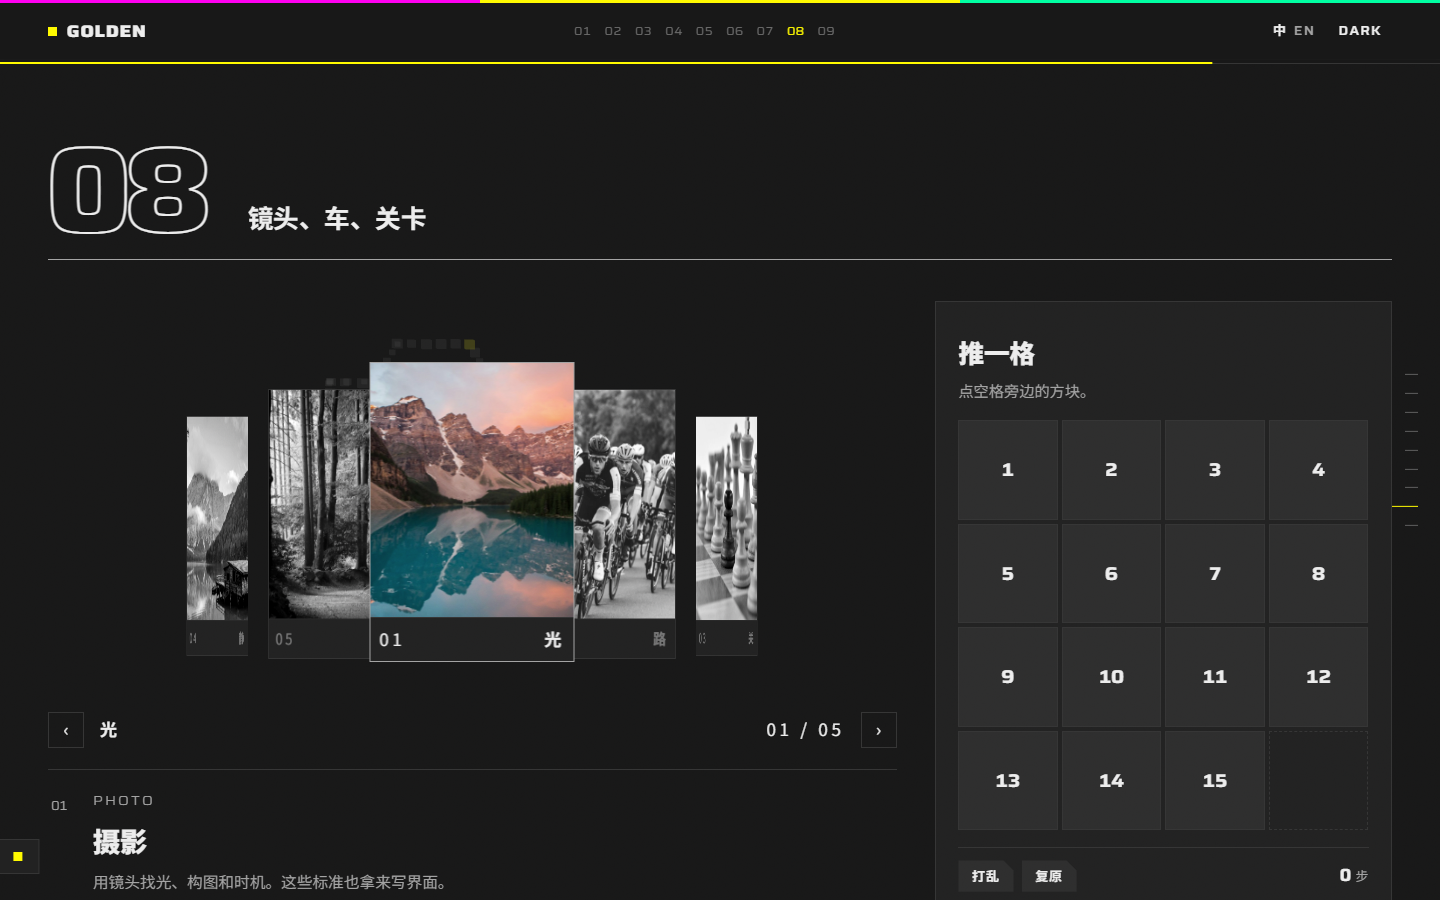 GOLDEN
01 02 03 04 05 06 07 08 09
中 EN DARK
08
镜头、车、关卡
05
01 光
路
03 关
‹ 光
01 / 05 ›
01 PHOTO
摄影
用镜头找光、构图和时机。这些标准也拿来写界面。
推一格
点空格旁边的方块。
1 2 3 4
5 6 7 8
9 10 11 12
13 14 15
打乱 复原 0 步